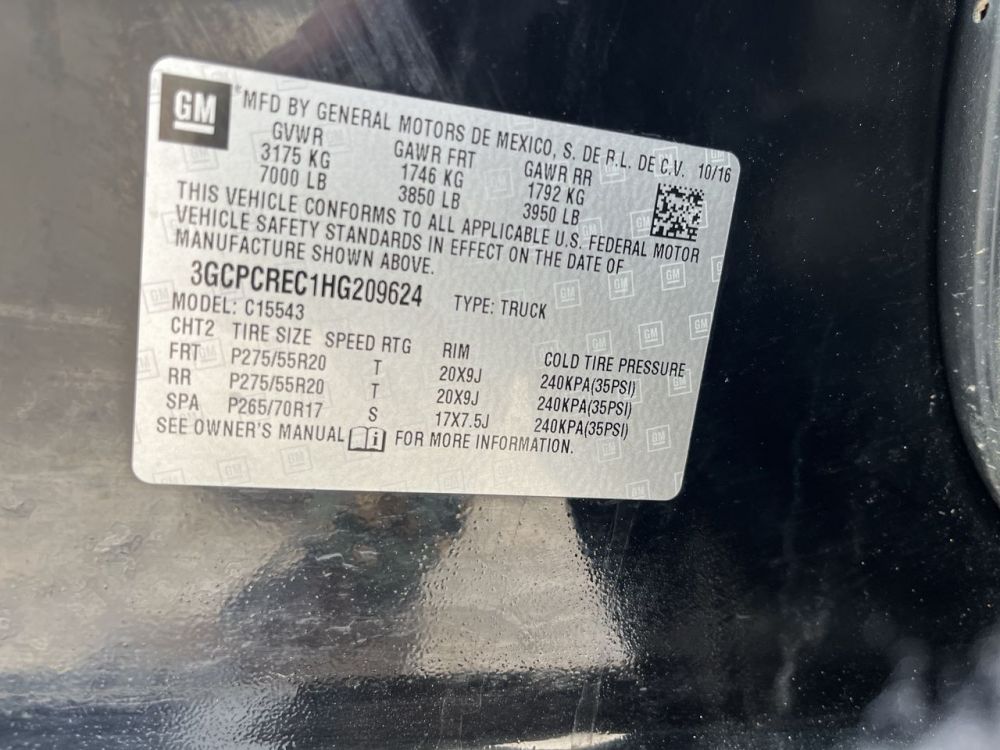 GM
*MFD BY GENERAL MOTORS DE MEXICO, S. DE R.L. DE C.V. 10/16
GVWR GAWR FRT GAWR RR
3175 KG 1746 KG 1792 KG
7000 LB 3850 LB 3950 LB
THIS VEHICLE CONFORMS TO ALL APPLICABLE U.S. FEDERAL MOTOR
VEHICLE SAFETY STANDARDS IN EFFECT ON THE DATE OF
MANUFACTURE SHOWN ABOVE.
3GCPCREC1HG209624 TYPE: TRUCK
MODEL: C15543
CHT2 TIRE SIZE SPEED RTG RIM COLD TIRE PRESSURE
FRT P275/55R20 T 20X9J 240KPA(35PSI)
RR P275/55R20 T 20X9J 240KPA(35PSI)
SPA P265/70R17 S 17X7.5J 240KPA(35PSI)
SEE OWNER'S MANUAL i FOR MORE INFORMATION.